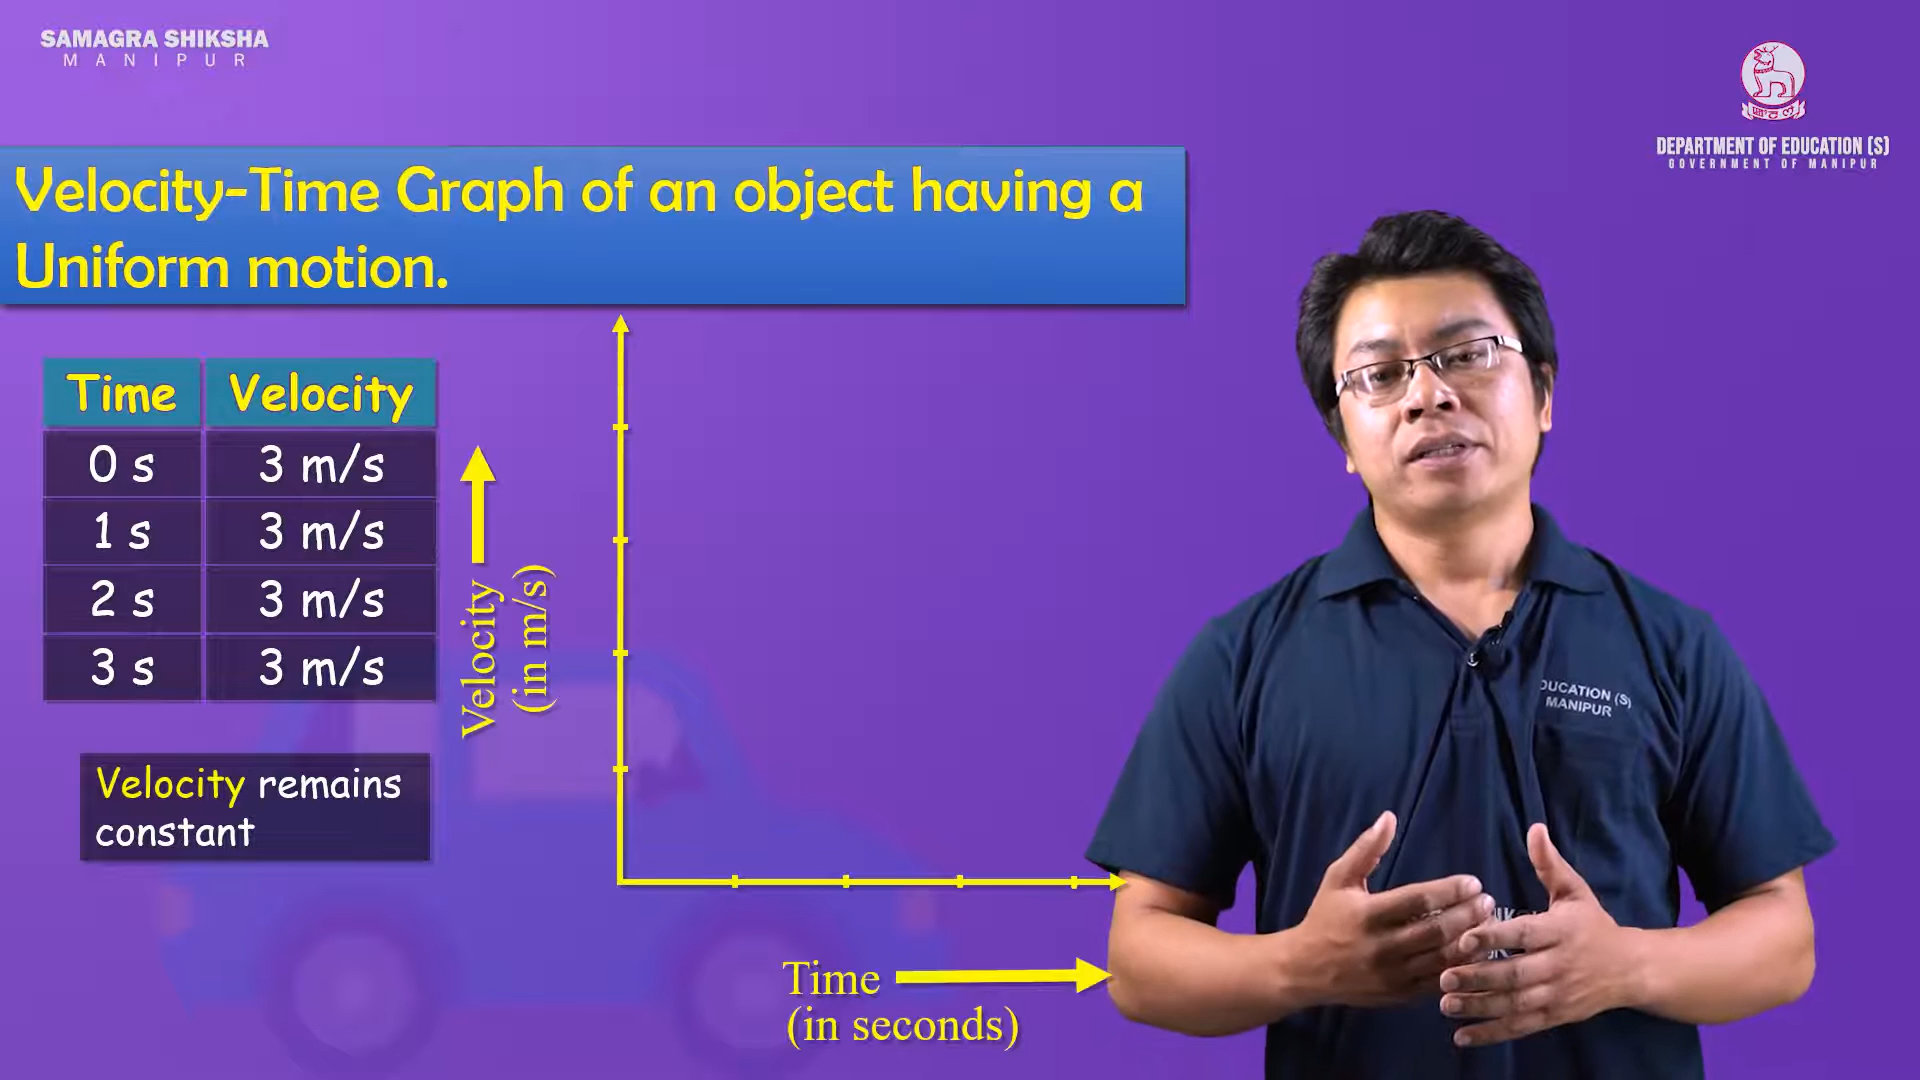 SAMAGRA SHIKSHA
MANIPUR
DEPARTMENT OF EDUCATION (S)
GOVERNMENT OF MANIPUR
Velocity-Time Graph of an object having a
Uniform motion.
Time Velocity
0 s 3 m/s
1 s 3 m/s
2 s 3 m/s
3 s 3 m/s
Velocity remains
constant
Velocity
(in m/s)
Time
(in seconds)
DUCATION (S)
MANIPUR